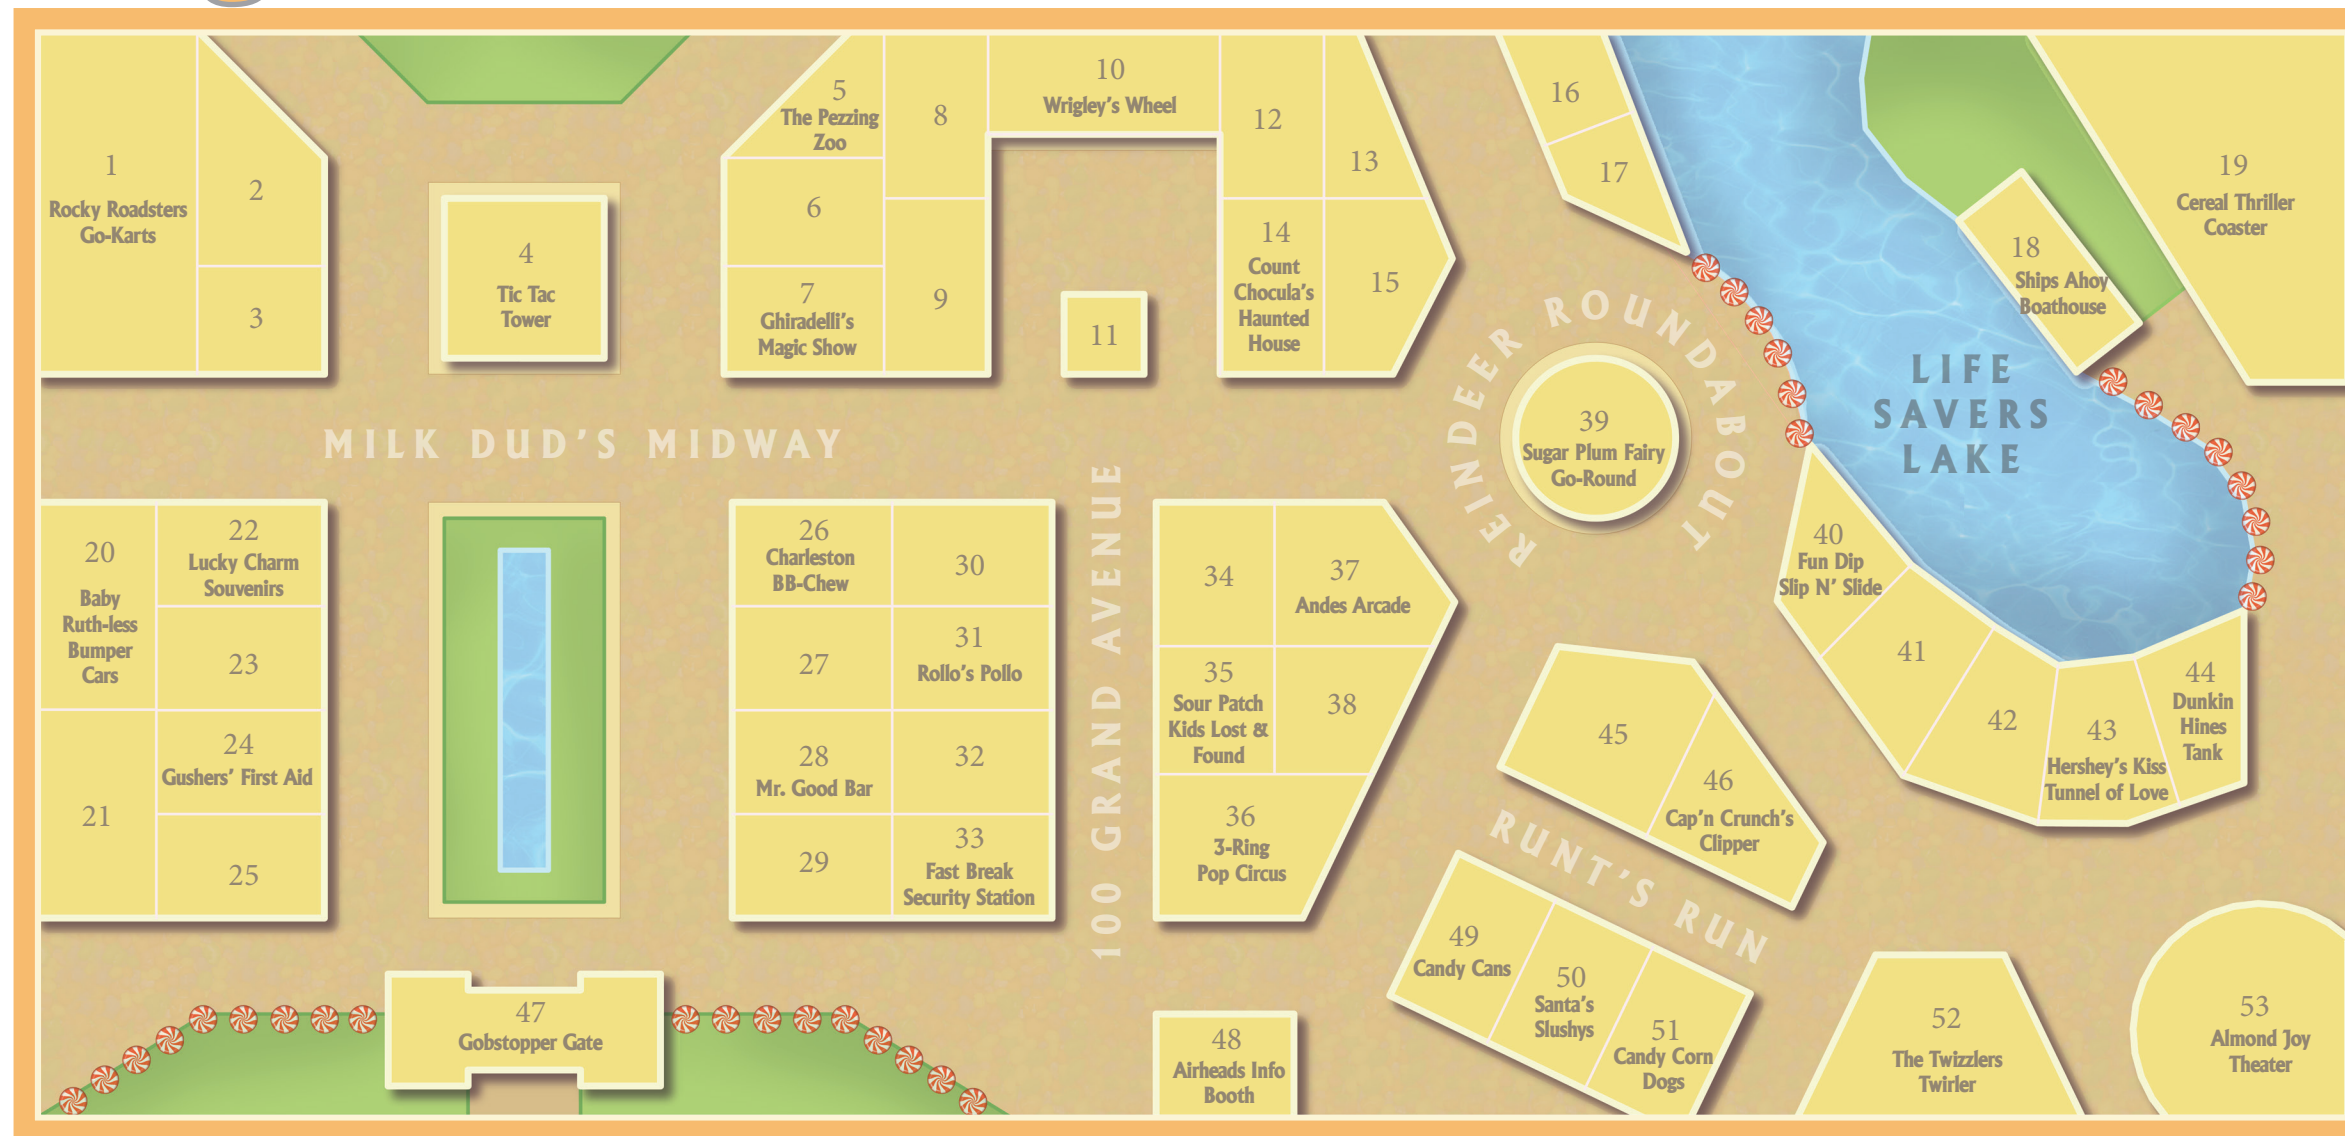 1
Rocky Roadsters
Go-Karts
2
3
4
Tic Tac
Tower
5
The Pezzing
Zoo
6
7
Ghiradelli's
Magic Show
8
9
10
Wrigley's Wheel
11
12
13
14
Count
Chocula's
Haunted
House
15
16
17
18
Ships Ahoy
Boathouse
19
Cereal Thriller
Coaster
LIFE
SAVERS
LAKE
MILK DUD'S MIDWAY
REINDEER ROUNDABOUT
39
Sugar Plum Fairy
Go-Round
20
Baby
Ruth-less
Bumper
Cars
21
22
Lucky Charm
Souvenirs
23
24
Gushers' First Aid
25
26
Charleston
BB-Chew
27
28
Mr. Good Bar
29
30
31
Rollo's Pollo
32
33
Fast Break
Security Station
100 GRAND AVENUE
34
35
Sour Patch
Kids Lost &
Found
36
3-Ring
Pop Circus
37
Andes Arcade
38
40
Fun Dip
Slip N' Slide
41
42
43
Hershey's Kiss
Tunnel of Love
44
Dunkin
Hines
Tank
45
46
Cap'n Crunch's
Clipper
RUNT'S RUN
47
Gobstopper Gate
48
Airheads Info
Booth
49
Candy Cans
50
Santa's
Slushys
51
Candy Corn
Dogs
52
The Twizzlers
Twirler
53
Almond Joy
Theater